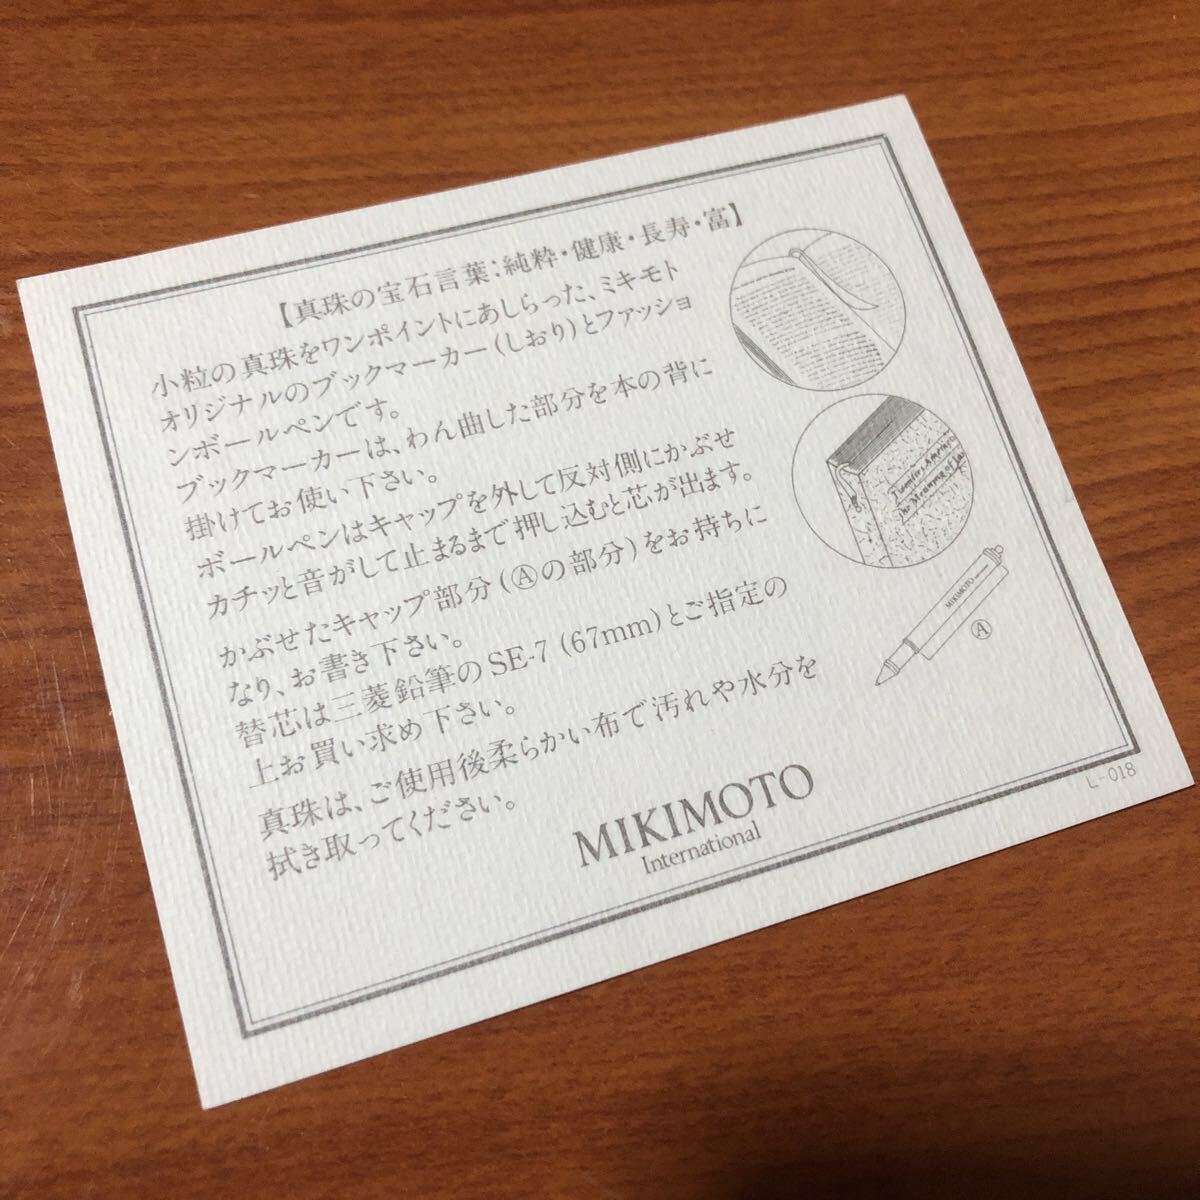 【真珠の宝石言葉:純粋・健康・長寿・富】
小粒の真珠をワンポイントにあしらった、ミキモト
オリジナルのブックマーカー(しおり)とファッショ
ンボールペンです。
ブックマーカーは、わん曲した部分を本の背に
掛けてお使い下さい。
ボールペンはキャップを外して反対側にかぶせ
カチッと音がして止まるまで押し込むと芯が出ます。
かぶせたキャップ部分(Ⓐの部分)をお持ちに
なり、お書き下さい。
替芯は三菱鉛筆のSE-7 (67mm)とご指定の
上お買い求め下さい。
真珠は、ご使用後柔らかい布で汚れや水分を
拭き取ってください。
MIKIMOTO
International
MIKIMOTO
Ⓐ
L-018